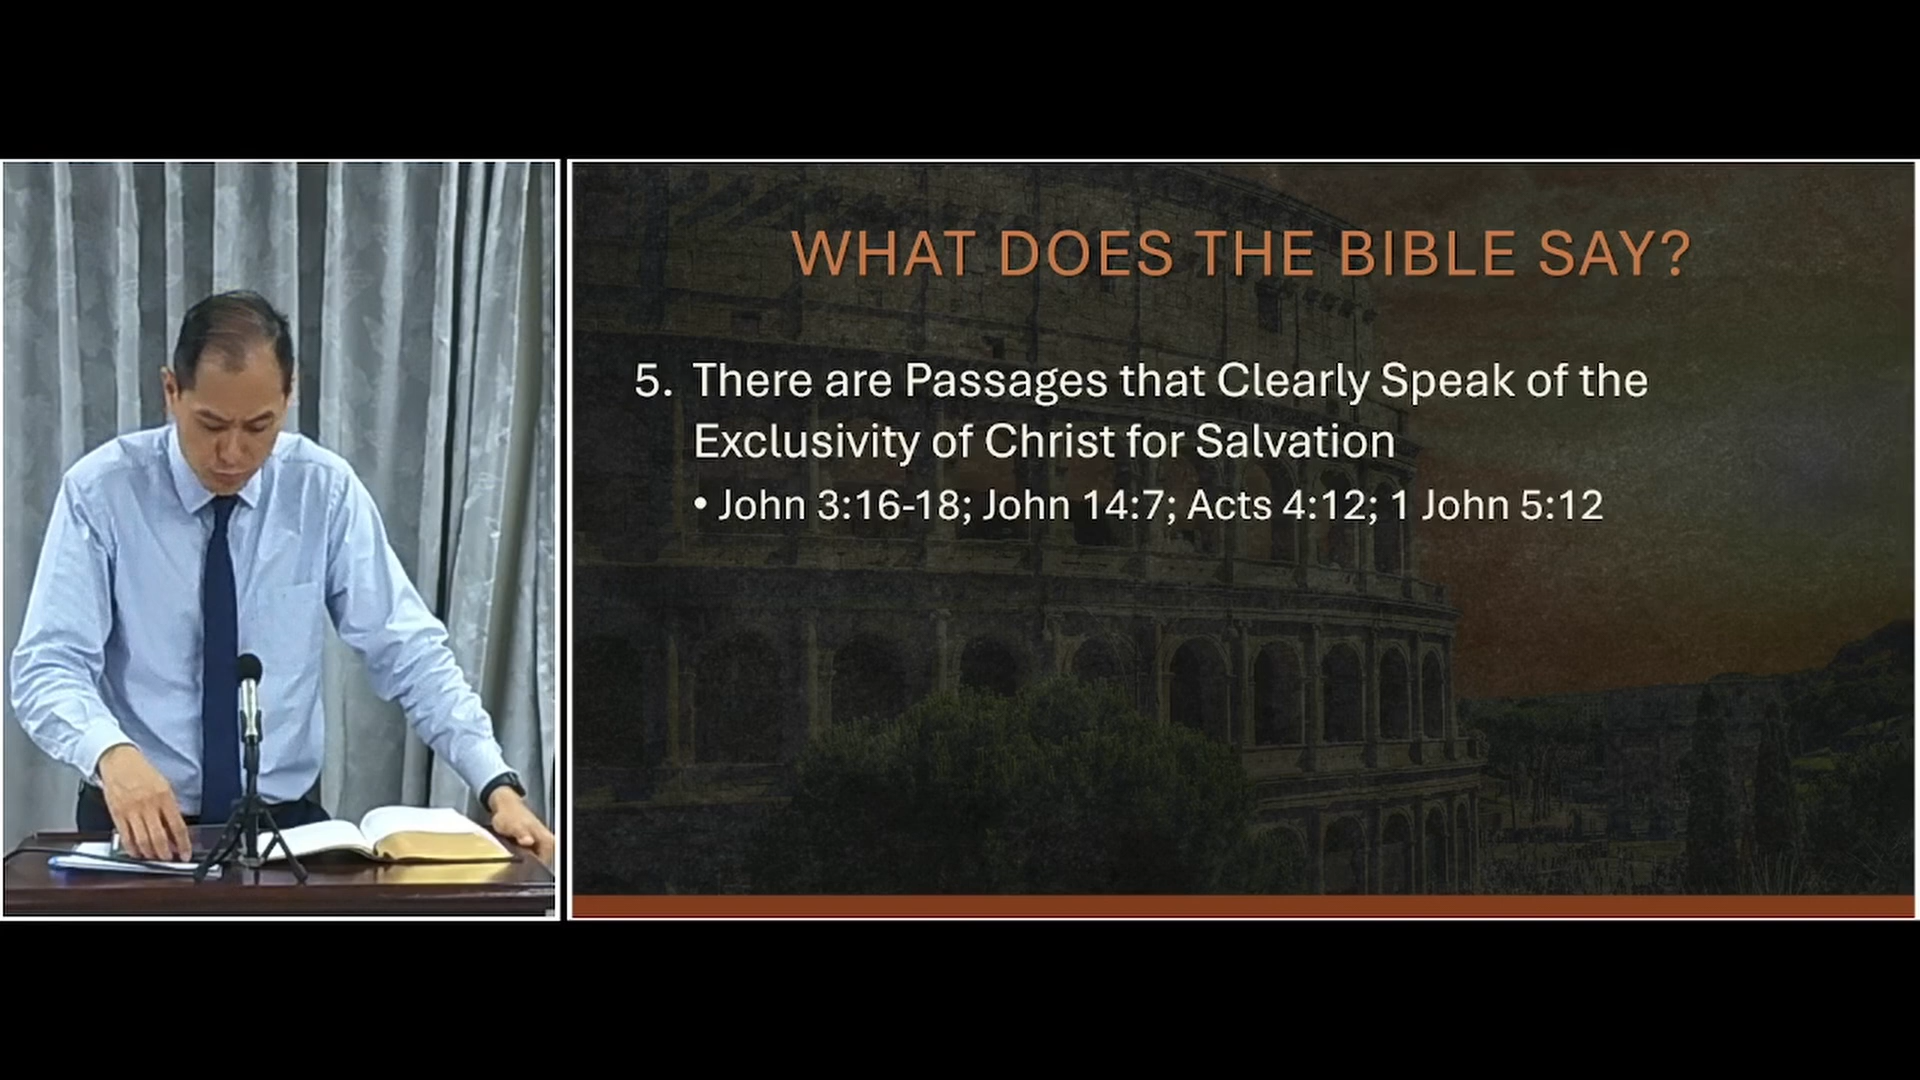 WHAT DOES THE BIBLE SAY?
5. There are Passages that Clearly Speak of the
Exclusivity of Christ for Salvation
• John 3:16-18; John 14:7; Acts 4:12; 1 John 5:12